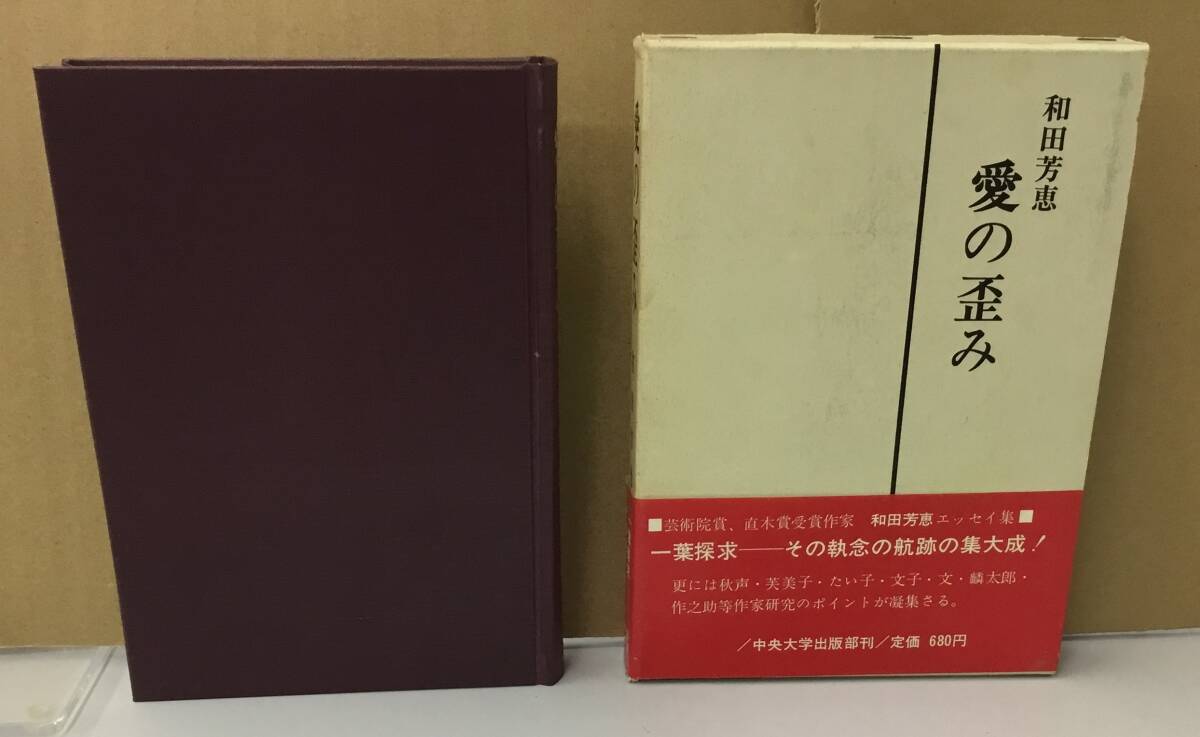 和田芳恵
愛の歪み
■芸術院賞、直木賞受賞作家 和田芳恵エッセイ集■
一葉探求――その執念の航跡の集大成!
更には秋声・芙美子・たい子・文子・文・麟太郎・
作之助等作家研究のポイントが凝集さる。
/中央大学出版部刊/定価 680円